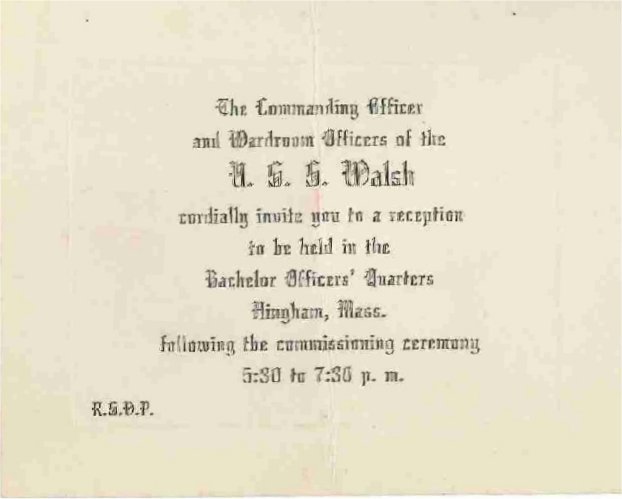 The Commanding Officer
and Wardroom Officers of the
U. S. S. Walsh
cordially invite you to a reception
to be held in the
Bachelor Officers' Quarters
Hingham, Mass.
following the commissioning ceremony
5:30 to 7:30 p. m.
R.S.V.P.